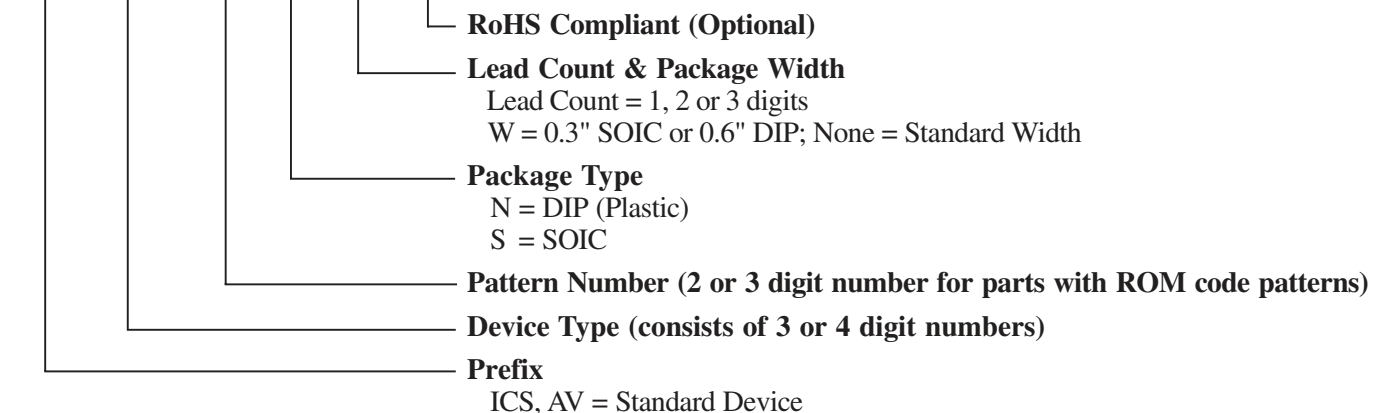 RoHS Compliant (Optional)
Lead Count & Package Width
Lead Count = 1, 2 or 3 digits
W = 0.3" SOIC or 0.6" DIP; None = Standard Width
Package Type
N = DIP (Plastic)
S = SOIC
Pattern Number (2 or 3 digit number for parts with ROM code patterns)
Device Type (consists of 3 or 4 digit numbers)
Prefix
ICS, AV = Standard Device